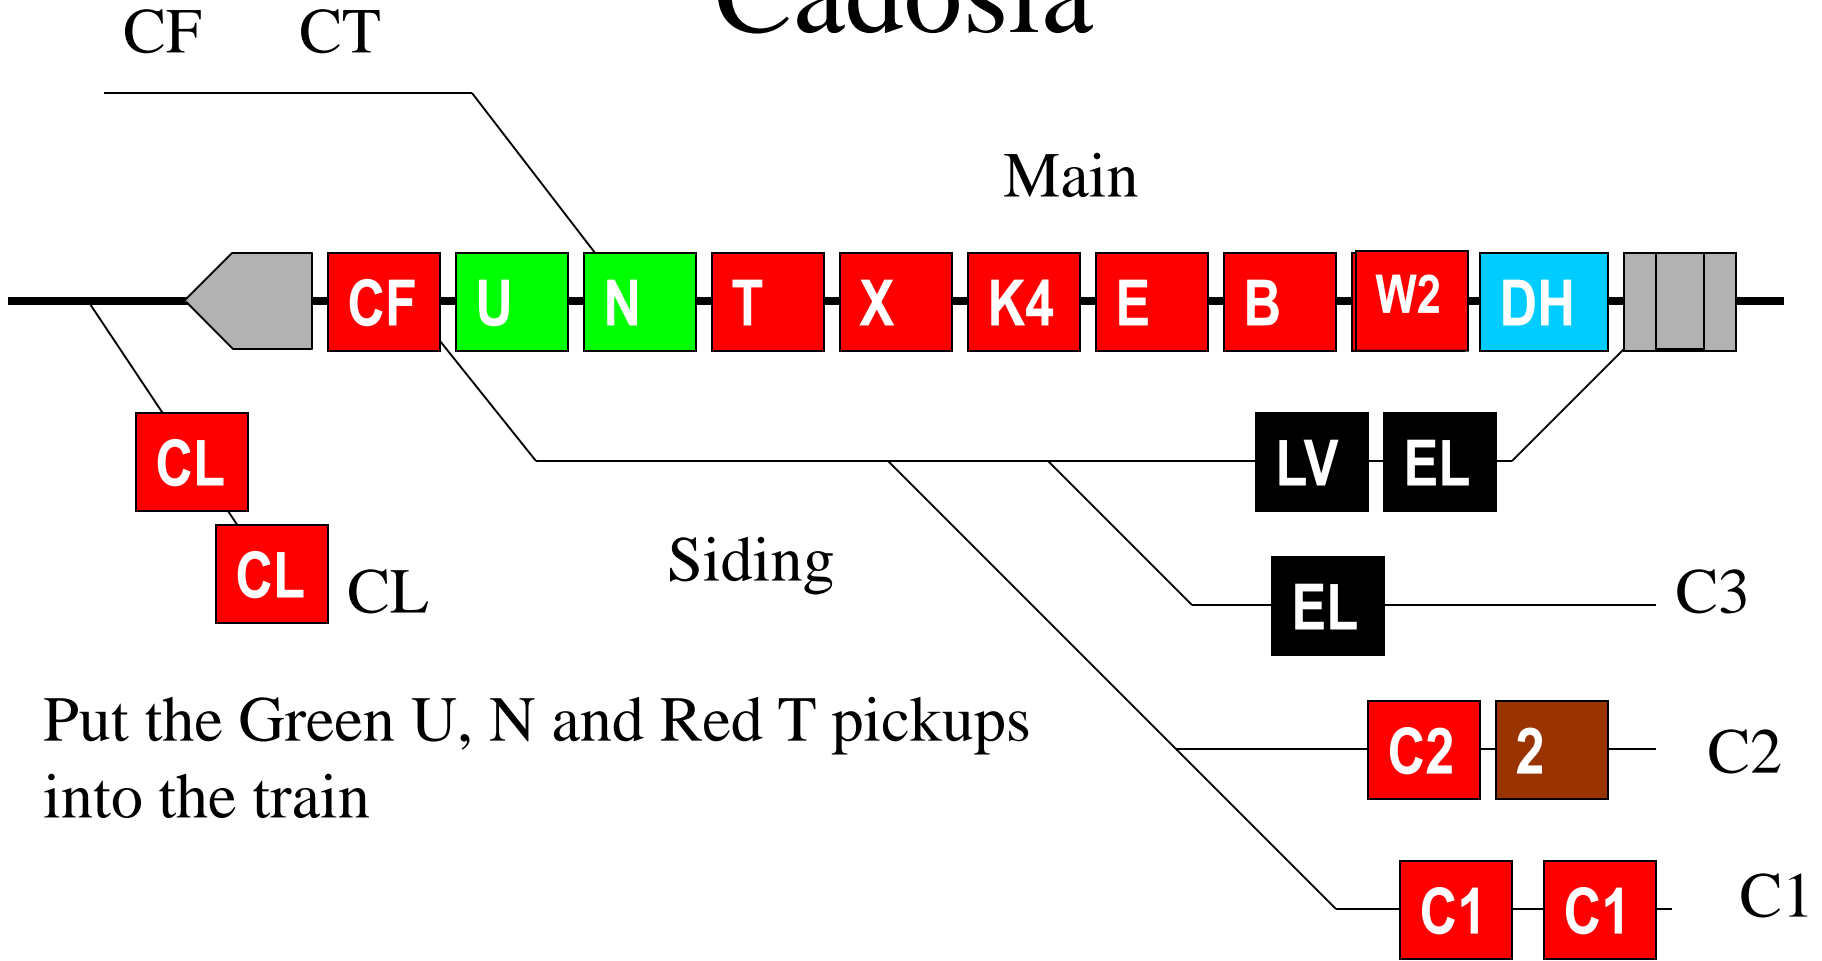 Cadosia
CF CT
Main
CF U N T X K4 E B W2 DH
CL LV EL
CL CL Siding EL C3
Put the Green U, N and Red T pickups
into the train
C2 2 C2
C1 C1 C1